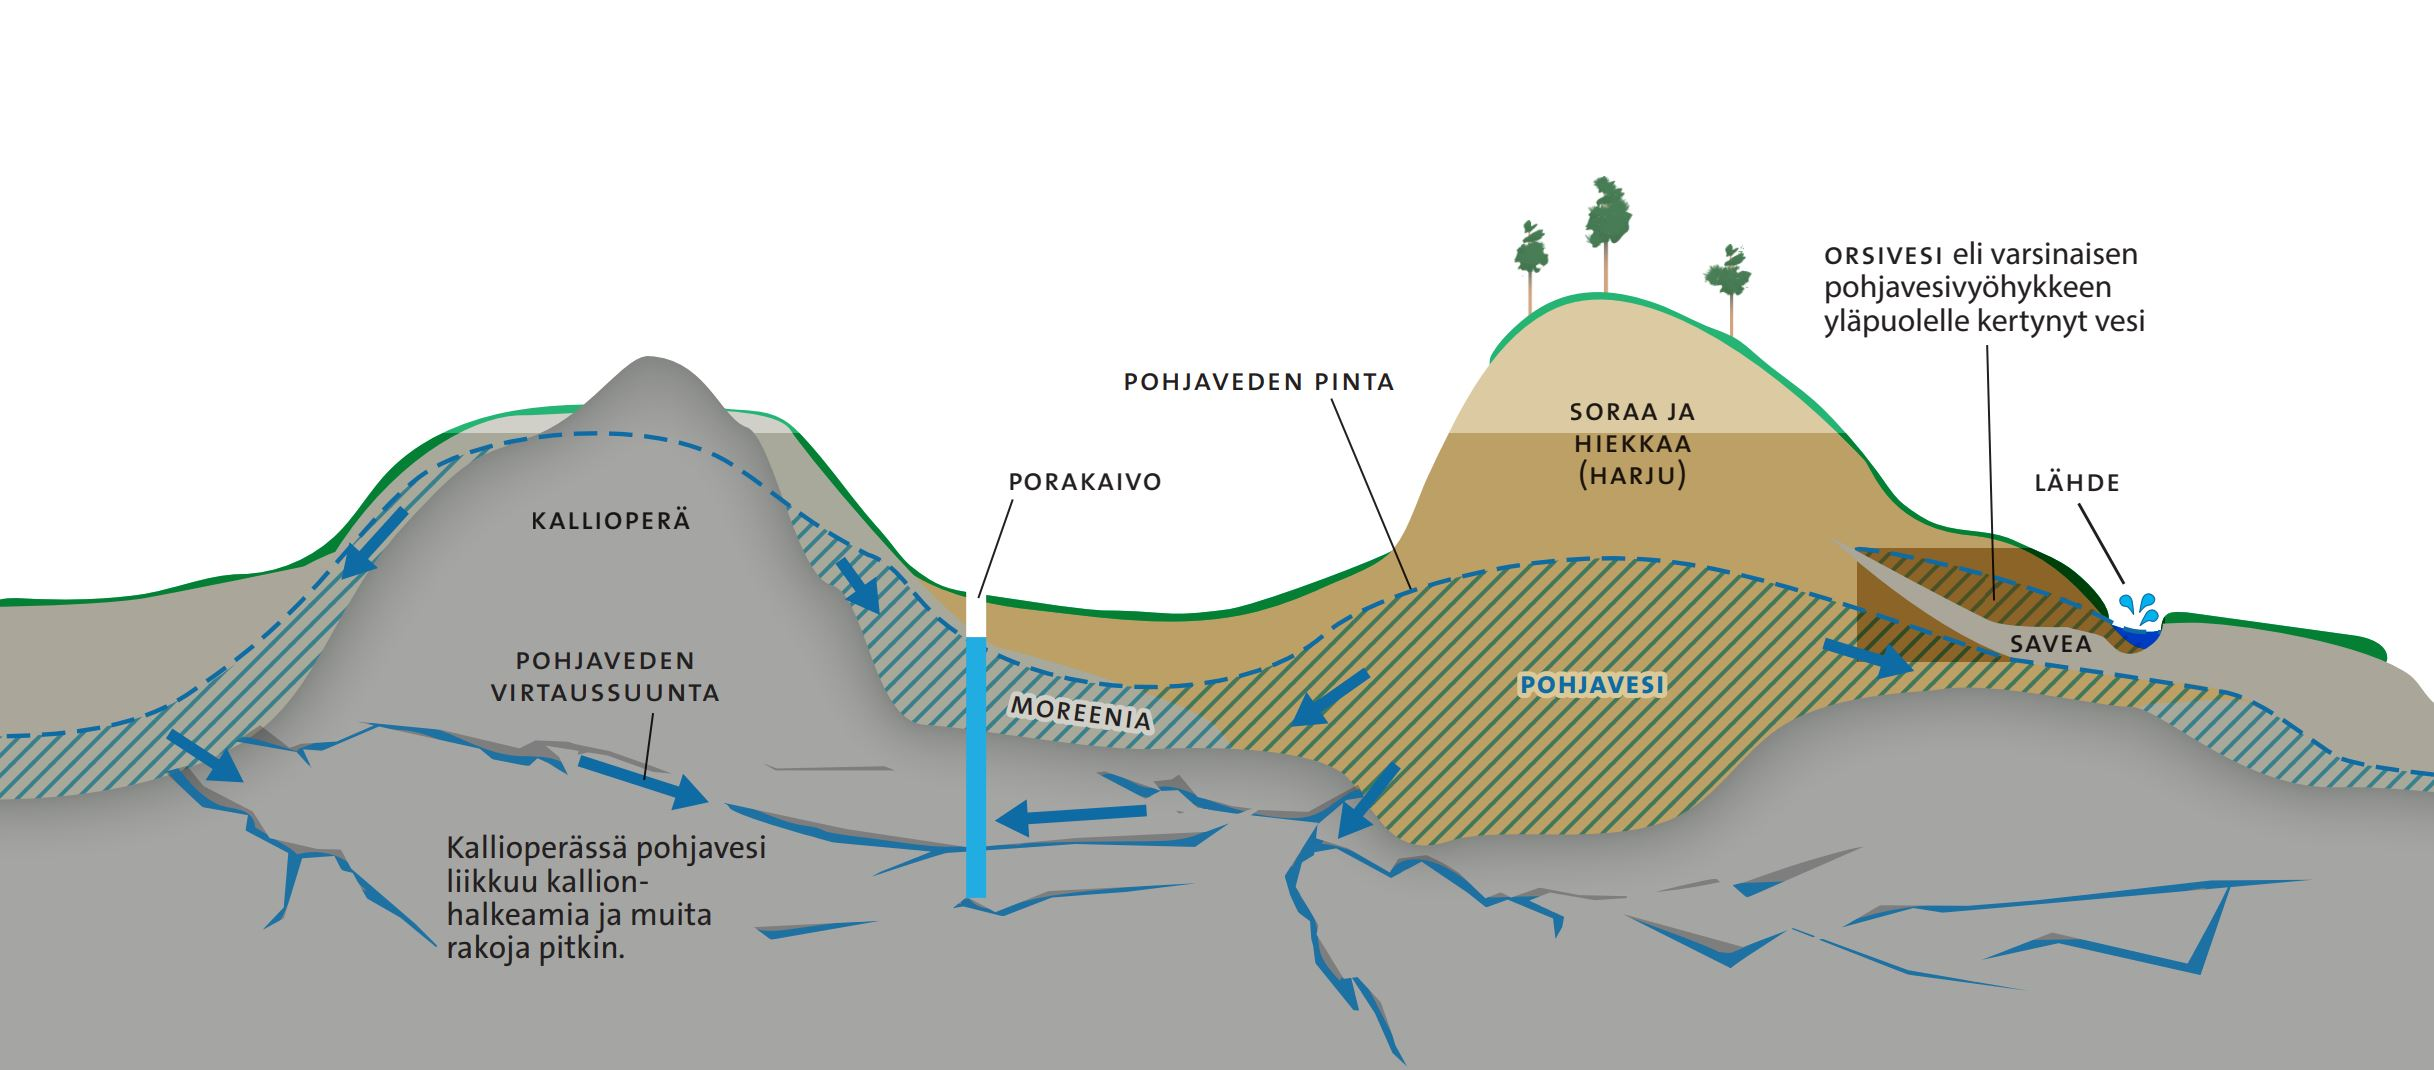 ORSIVESI eli varsinaisen
pohjavesivyöhykkeen
yläpuolelle kertynyt vesi
POHJAVEDEN PINTA
SORAA JA
HIEKKAA
(HARJU)
PORAKAIVO
LÄHDE
KALLIOPERÄ
SAVEA
POHJAVEDEN
VIRTAUSSUUNTA
POHJAVESI
MOREENIA
Kallioperässä pohjavesi
liikkuu kallion-
halkeamia ja muita
rakoja pitkin.